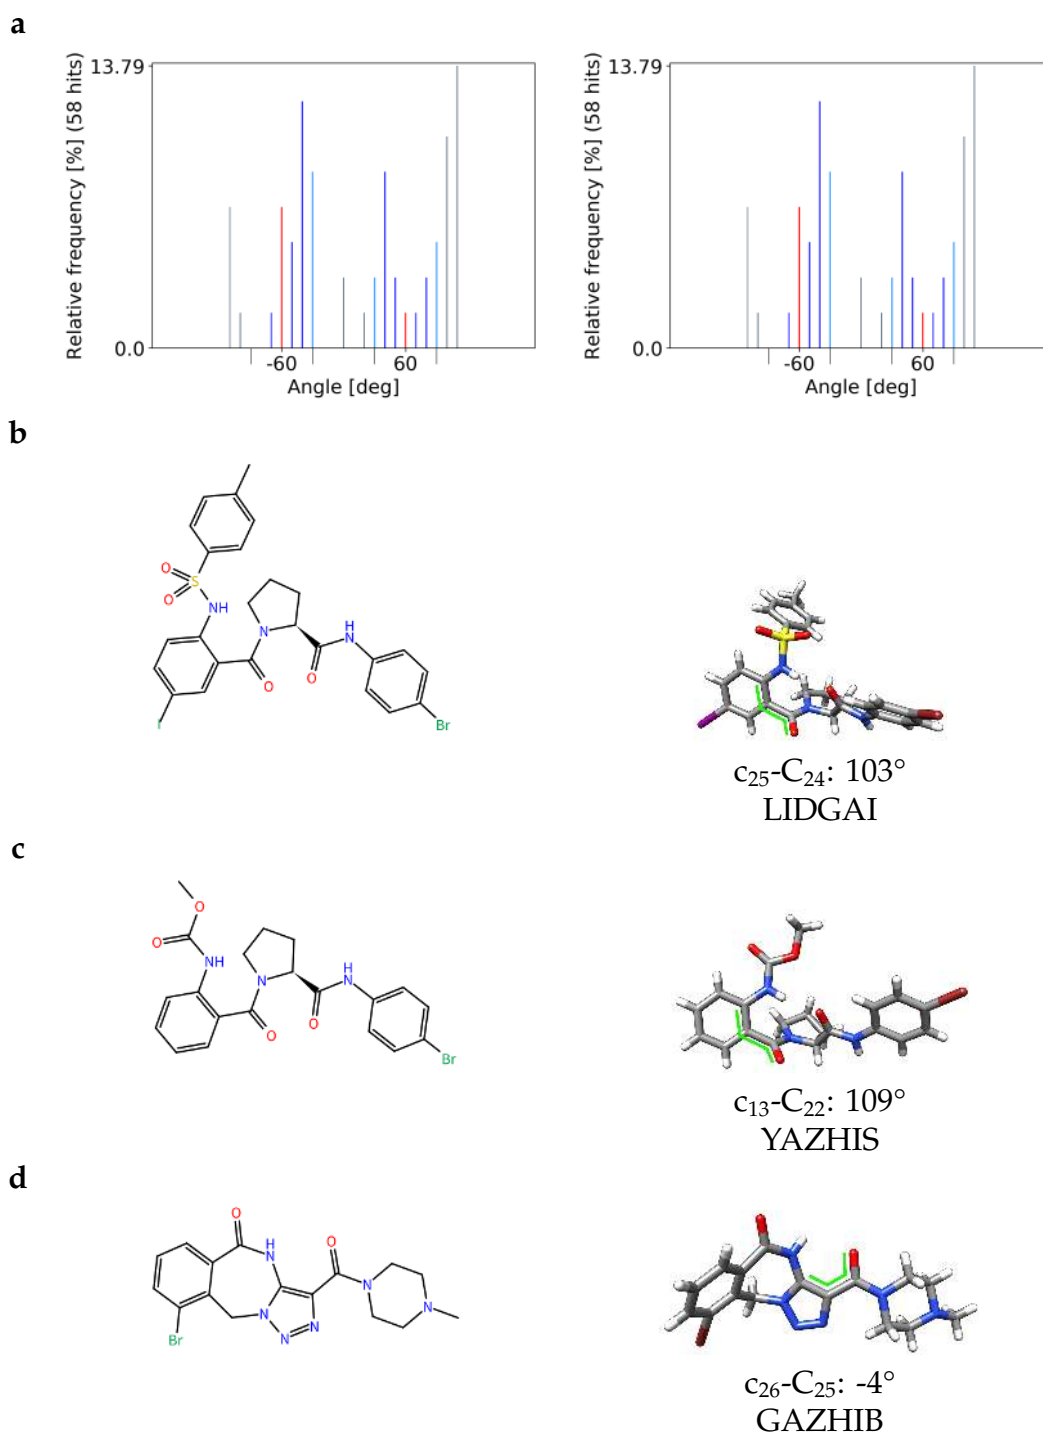 a
Relative frequency [%] (58 hits)
13.79
0.0
-60
60
Angle [deg]
Relative frequency [%] (58 hits)
13.79
0.0
-60
60
Angle [deg]
b
O
S
O
NH
N
H
N
O
O
I
Br
c25-C24: 103°
LIDGAI
c
O
O
NH
N
H
N
O
O
Br
c13-C22: 109°
YAZHIS
d
O
H
N
O
N
N
N
N
N
Br
c26-C25: -4°
GAZHIB